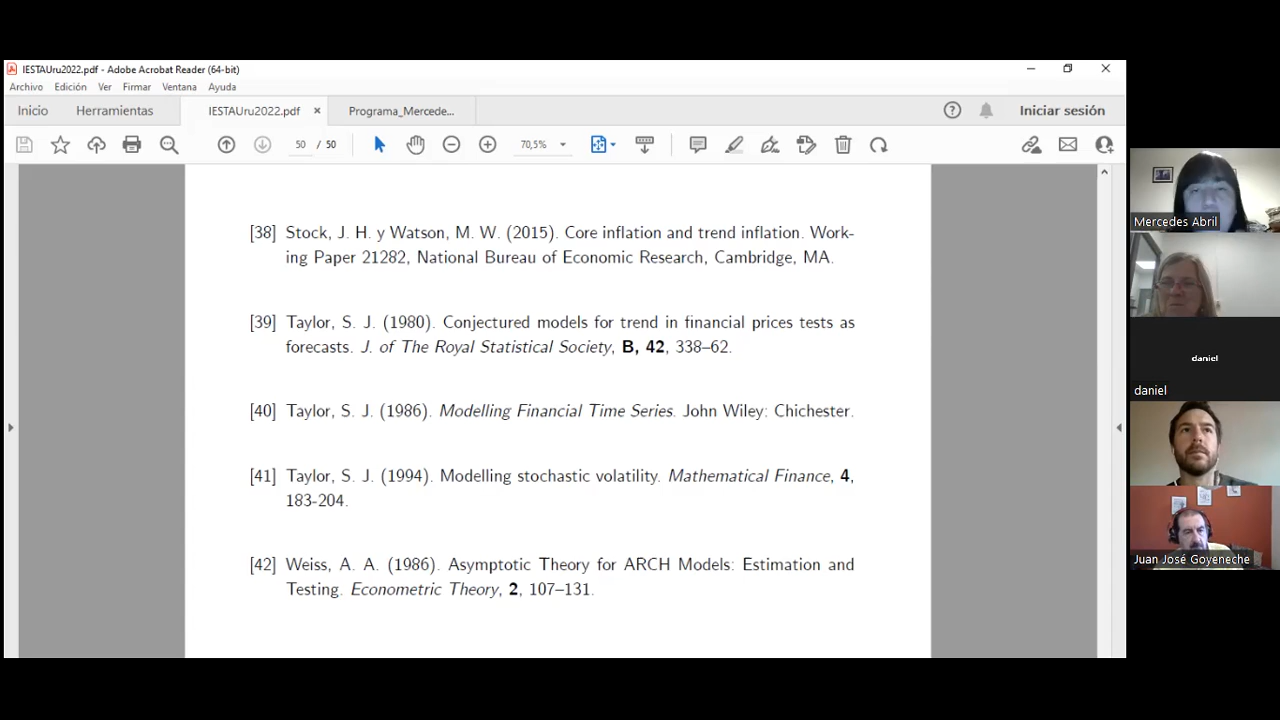 IESTAUru2022.pdf - Adobe Acrobat Reader (64-bit)
Archivo Edición Ver Firmar Ventana Ayuda
Inicio Herramientas IESTAUru2022.pdf × Programa_Mercede... Iniciar sesión
50 / 50 70,5%
[38] Stock, J. H. y Watson, M. W. (2015). Core inflation and trend inflation. Work-
ing Paper 21282, National Bureau of Economic Research, Cambridge, MA.
[39] Taylor, S. J. (1980). Conjectured models for trend in financial prices tests as
forecasts. J. of The Royal Statistical Society, B, 42, 338–62.
[40] Taylor, S. J. (1986). Modelling Financial Time Series. John Wiley: Chichester.
[41] Taylor, S. J. (1994). Modelling stochastic volatility. Mathematical Finance, 4,
183-204.
[42] Weiss, A. A. (1986). Asymptotic Theory for ARCH Models: Estimation and
Testing. Econometric Theory, 2, 107–131.
Mercedes Abril
daniel
daniel
Juan José Goyeneche